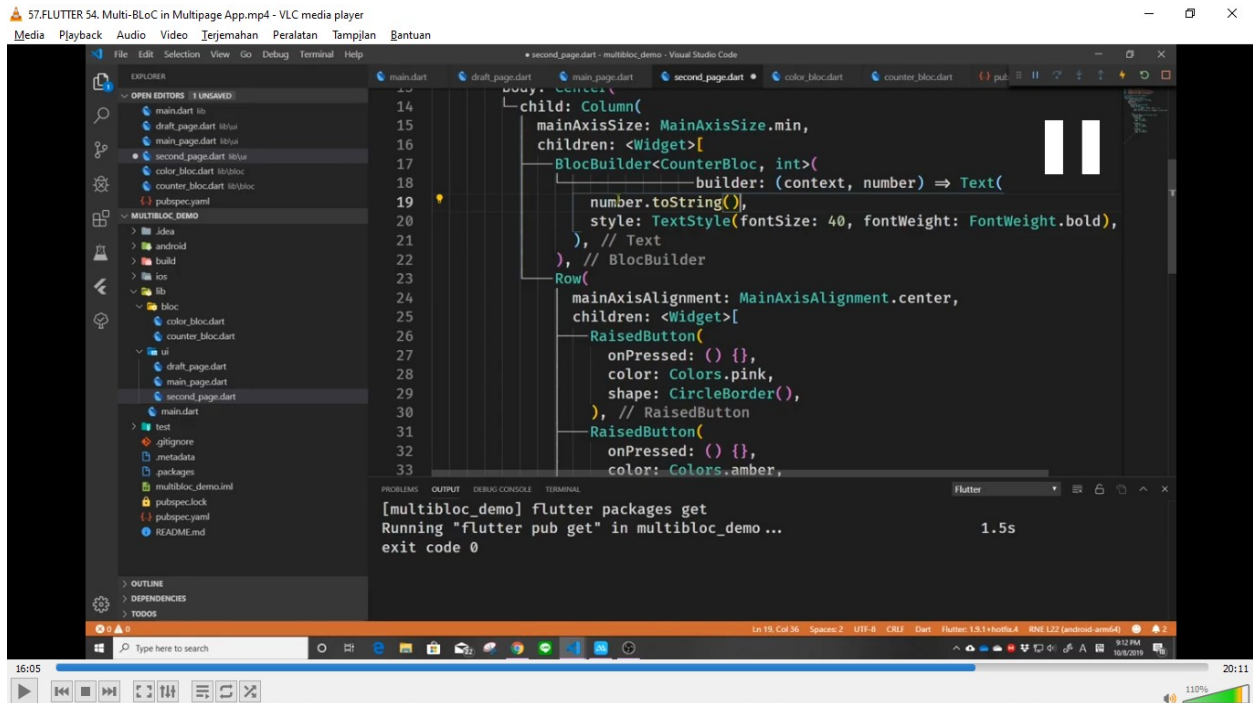 57.FLUTTER 54. Multi-BLoC in Multipage App.mp4 - VLC media player
Media Playback Audio Video Terjemahan Peralatan Tampilan Bantuan
File Edit Selection View Go Debug Terminal Help
● second_page.dart - multibloc_demo - Visual Studio Code
EXPLORER
OPEN EDITORS 1 UNSAVED
main.dart lib
draft_page.dart lib\ui
main_page.dart lib\ui
● second_page.dart lib\ui
color_bloc.dart lib\bloc
counter_bloc.dart lib\bloc
{..} pubspec.yaml
MULTIBLOC_DEMO
.idea
android
build
ios
lib
bloc
color_bloc.dart
counter_bloc.dart
ui
draft_page.dart
main_page.dart
second_page.dart
main.dart
test
.gitignore
.metadata
.packages
multibloc_demo.iml
pubspec.lock
{..} pubspec.yaml
README.md
OUTLINE
DEPENDENCIES
TODOS
main.dart draft_page.dart main_page.dart second_page.dart ● color_bloc.dart counter_bloc.dart {..} pub
13 body: Center(
14 child: Column(
15 mainAxisSize: MainAxisSize.min,
16 children: <Widget>[
17 BlocBuilder<CounterBloc, int>(
18 builder: (context, number) => Text(
19 number.toString(),
20 style: TextStyle(fontSize: 40, fontWeight: FontWeight.bold),
21 ), // Text
22 ), // BlocBuilder
23 Row(
24 mainAxisAlignment: MainAxisAlignment.center,
25 children: <Widget>[
26 RaisedButton(
27 onPressed: () {},
28 color: Colors.pink,
29 shape: CircleBorder(),
30 ), // RaisedButton
31 RaisedButton(
32 onPressed: () {},
33 color: Colors.amber,
PROBLEMS OUTPUT DEBUG CONSOLE TERMINAL Flutter
[multibloc_demo] flutter packages get
Running "flutter pub get" in multibloc_demo... 1.5s
exit code 0
0 0 Ln 19, Col 36 Spaces: 2 UTF-8 CRLF Dart Flutter: 1.9.1+hotfix.4 RNE L22 (android-arm64) 2
Type here to search
9:12 PM
10/8/2019
16:05 20:11
110%